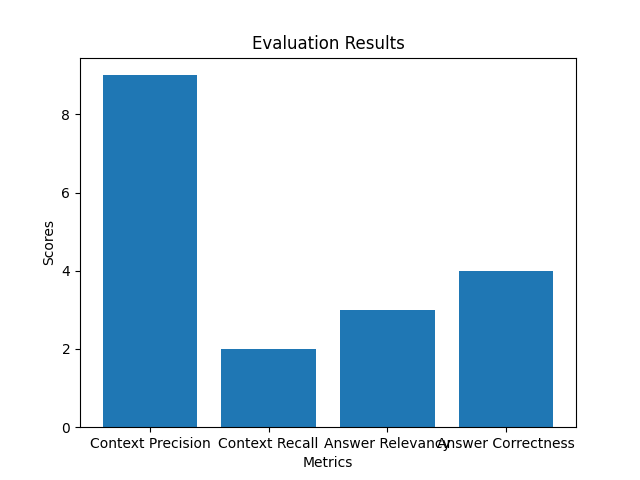 Evaluation Results
8
6
4
2
0
Scores
Context Precision Context Recall Answer Relevancy Answer Correctness
Metrics